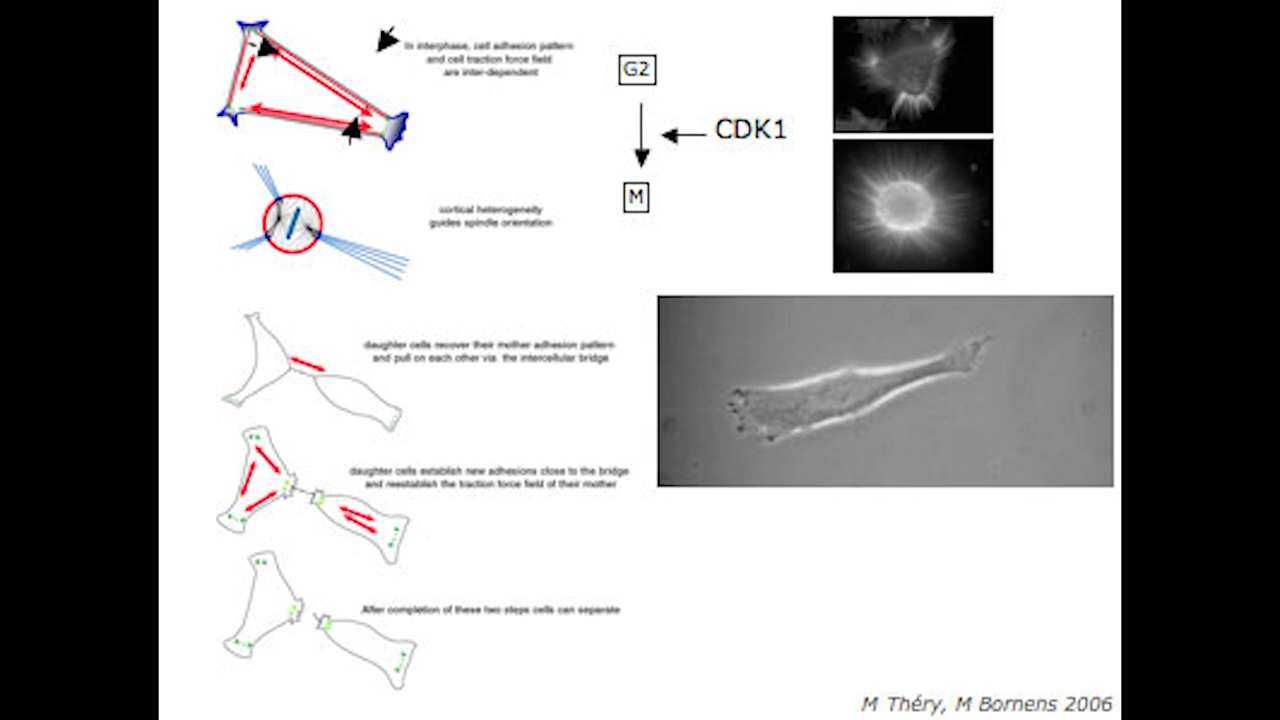 In interphase, cell adhesion pattern
and cell traction force field
are inter-dependent
G2
CDK1
M
cortical heterogeneity
guides spindle orientation
daughter cells recover their mother adhesion pattern
and pull on each other via the intercellular bridge
daughter cells establish new adhesions close to the bridge
and reestablish the traction force field of their mother
After completion of these two steps cells can separate
M Théry, M Bornens 2006